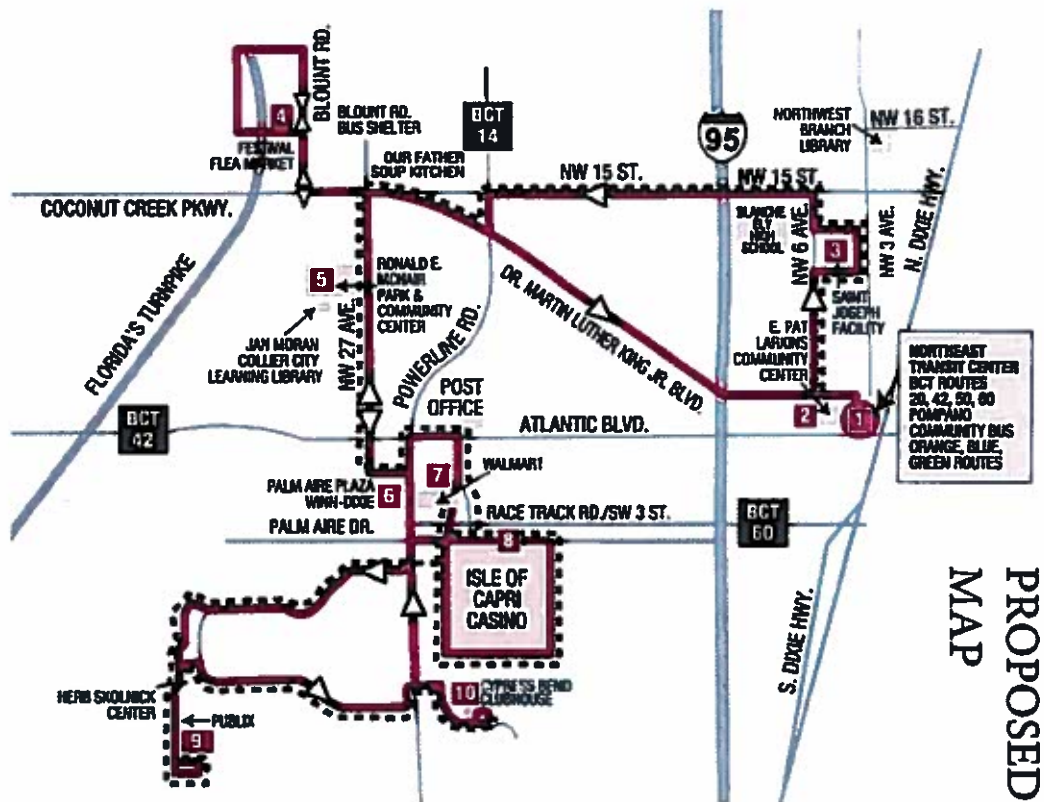 BLOUNT RD.
4
FESTIVAL
FLEA MARKET
BLOUNT RD.
BUS SHELTER
BCT
14
OUR FATHER
SOUP KITCHEN
95
NORTHWEST
BRANCH
LIBRARY
NW 16 ST.
NW 15 ST.
NW 15 ST.
COCONUT CREEK PKWY.
BLANCHE
ELY
HIGH
SCHOOL
NW 6 AVE.
3
NW 3 AVE.
N. DIXIE HWY.
SAINT
JOSEPH
FACILITY
FLORIDA'S TURNPIKE
5
RONALD E.
MCNAIR
PARK &
COMMUNITY
CENTER
NW 27 AVE.
JAN MORAN
COLLIER CITY
LEARNING LIBRARY
POWERLINE RD.
DR. MARTIN LUTHER KING JR. BLVD.
E. PAT
LARKINS
COMMUNITY
CENTER
2
1
NORTHEAST
TRANSIT CENTER
BCT ROUTES
20, 42, 50, 60
POMPANO
COMMUNITY BUS
ORANGE, BLUE,
GREEN ROUTES
BCT
42
POST
OFFICE
ATLANTIC BLVD.
7
WALMART
PALM AIRE PLAZA
WINN-DIXIE
6
RACE TRACK RD./SW 3 ST.
BCT
60
PALM AIRE DR.
8
ISLE OF
CAPRI
CASINO
S. DIXIE HWY.
HERB SKOLNICK
CENTER
PUBLIX
9
10
CYPRESS BEND
CLUBHOUSE
PROPOSED
MAP